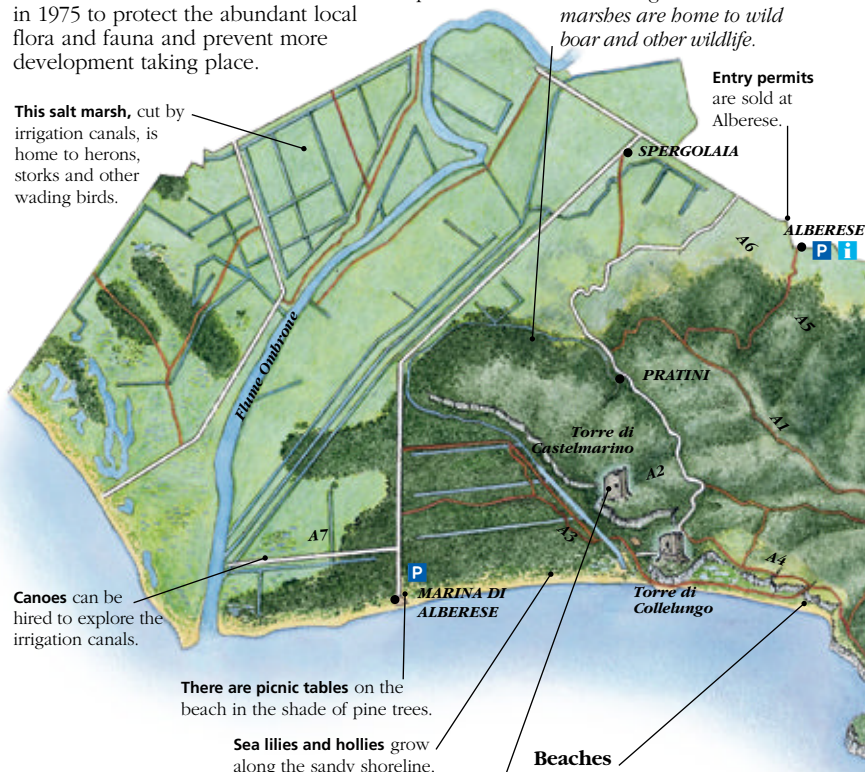 in 1975 to protect the abundant local
flora and fauna and prevent more
development taking place.
marshes are home to wild
boar and other wildlife.
Entry permits
are sold at
Alberese.
This salt marsh, cut by
irrigation canals, is
home to herons,
storks and other
wading birds.
SPERGOLAIA
ALBERESE
P i
A6
A5
Fiume Ombrone
PRATINI
A1
Torre di
Castelmarino
A2
A7
A3
A4
P
MARINA DI
ALBERESE
Torre di
Collelungo
Canoes can be
hired to explore the
irrigation canals.
There are picnic tables on the
beach in the shade of pine trees.
Sea lilies and hollies grow
along the sandy shoreline.
Beaches